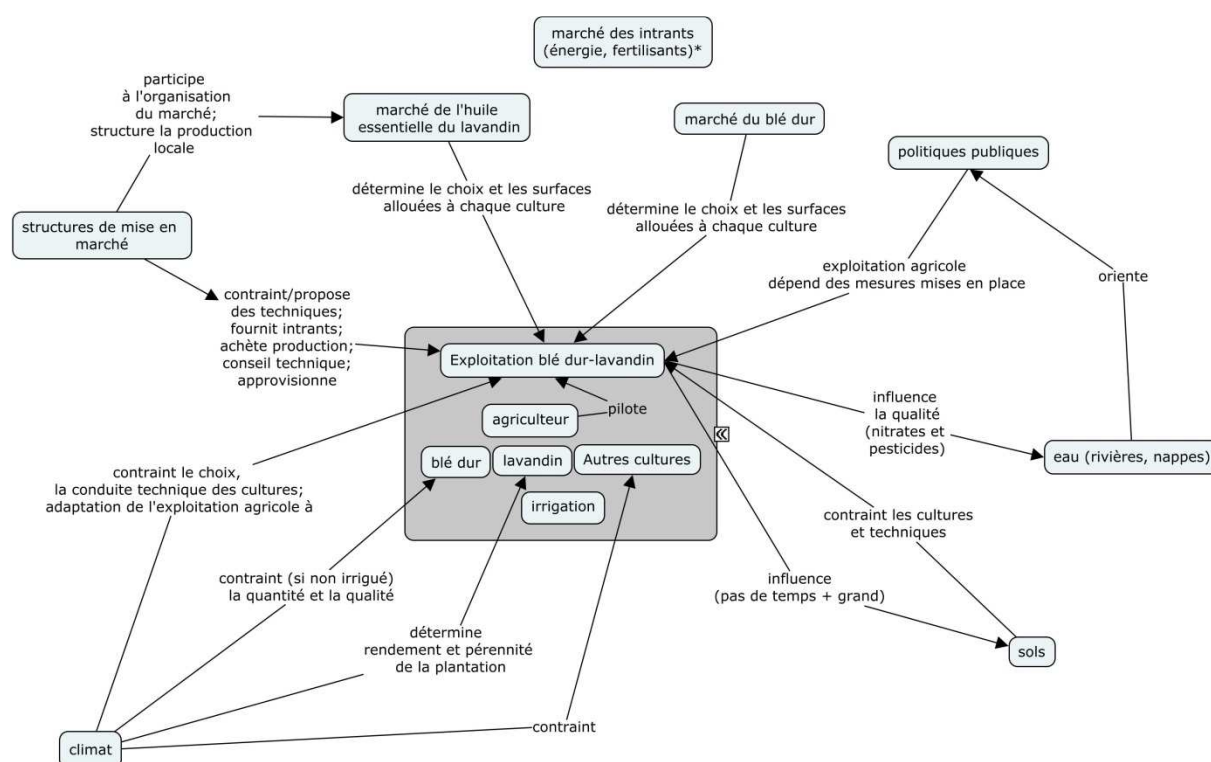 marché des intrants
(énergie, fertilisants)*
participe
à l'organisation
du marché;
structure la production
locale
marché de l'huile
essentielle du lavandin
marché du blé dur
politiques publiques
structures de mise en
marché
détermine le choix et les surfaces
allouées à chaque culture
détermine le choix et les surfaces
allouées à chaque culture
exploitation agricole
dépend des mesures mises en place
oriente
contraint/propose
des techniques;
fournit intrants;
achète production;
conseil technique;
approvisionne
Exploitation blé dur-lavandin
agriculteur
pilote
blé dur
lavandin
Autres cultures
irrigation
influence
la qualité
(nitrates et
pesticides)
eau (rivières, nappes)
contraint le choix,
la conduite technique des cultures;
adaptation de l'exploitation agricole à
contraint les cultures
et techniques
contraint (si non irrigué)
la quantité et la qualité
influence
(pas de temps + grand)
détermine
rendement et pérennité
de la plantation
sols
contraint
climat